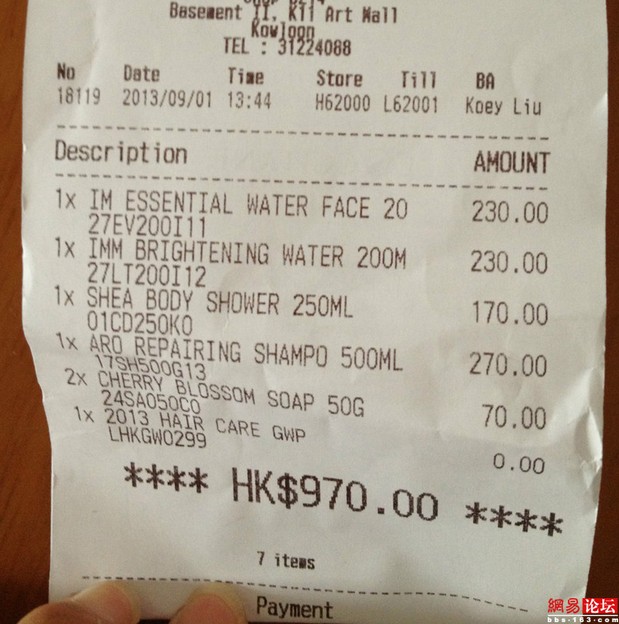 Basement II, K11 Art Mall
Kowloon
TEL : 31224088
No Date Time Store Till BA
18119 2013/09/01 13:44 H62000 L62001 Koey Liu
Description AMOUNT
1x IM ESSENTIAL WATER FACE 20 230.00
27EV200I11
1x IMM BRIGHTENING WATER 200M 230.00
27LT200I12
1x SHEA BODY SHOWER 250ML 170.00
01CD250K0
1x ARO REPAIRING SHAMPO 500ML 270.00
17SH500G13
2x CHERRY BLOSSOM SOAP 50G 70.00
24SA050C0
1x 2013 HAIR CARE GWP 0.00
LHKGW0299
**** HK$970.00 ****
7 items
Payment
網易论坛
bbs.163.com